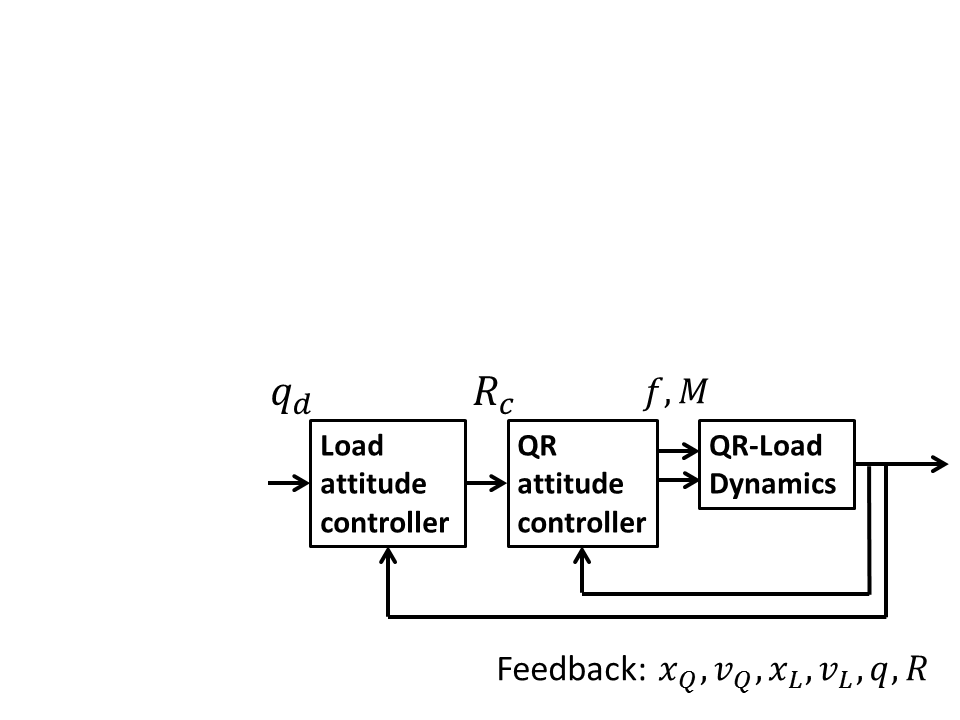 q_d
R_c
f, M
Load
attitude
controller
QR
attitude
controller
QR-Load
Dynamics
Feedback: x_Q, v_Q, x_L, v_L, q, R